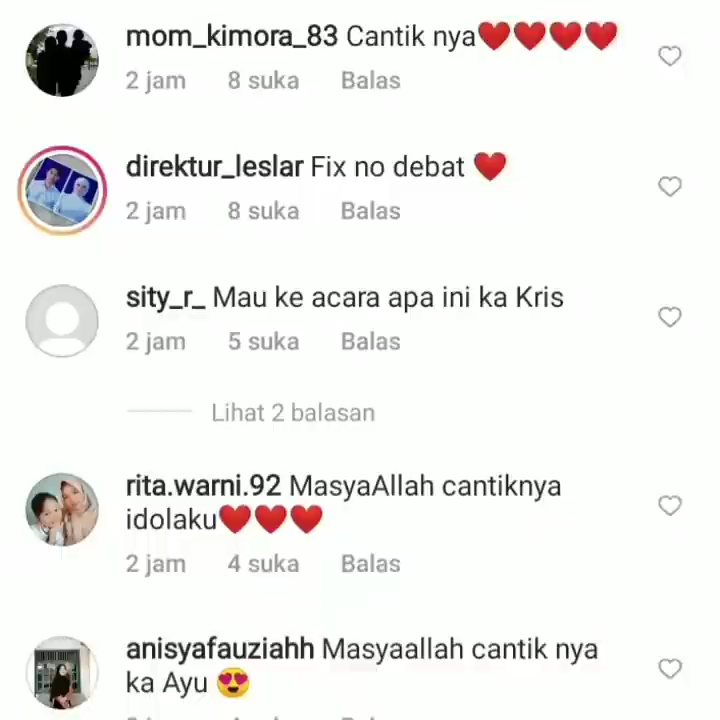 mom_kimora_83 Cantik nya❤❤❤❤
2 jam 8 suka Balas
direktur_leslar Fix no debat ❤
2 jam 8 suka Balas
sity_r_ Mau ke acara apa ini ka Kris
2 jam 5 suka Balas
Lihat 2 balasan
rita.warni.92 MasyaAllah cantiknya
idolaku❤❤❤
2 jam 4 suka Balas
anisyafauziahh Masyaallah cantik nya
ka Ayu 😍